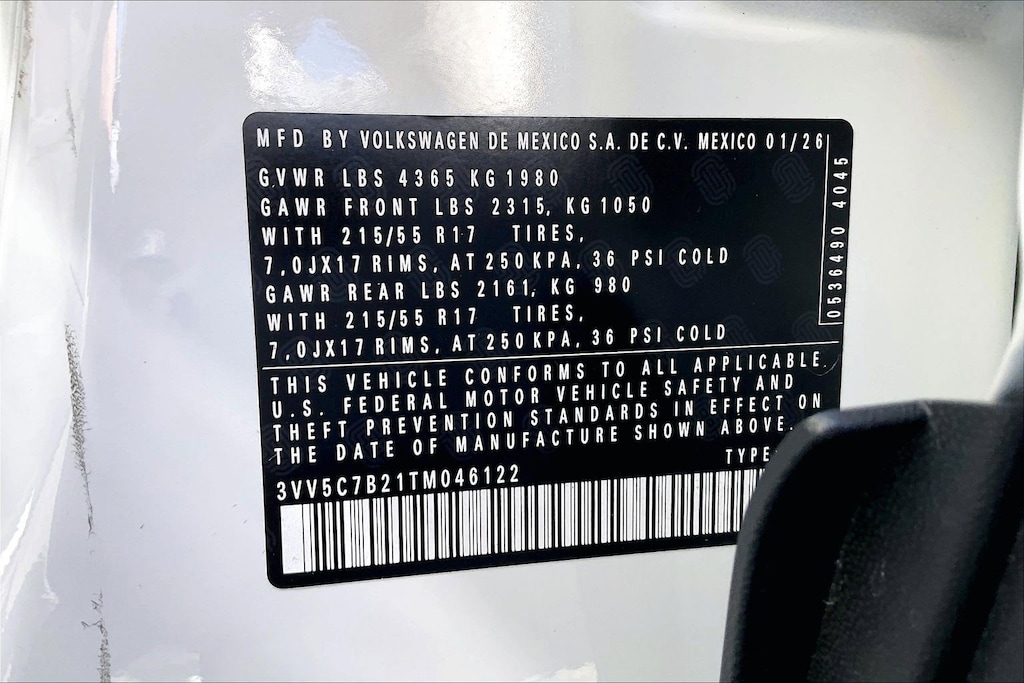 MFD BY VOLKSWAGEN DE MEXICO S.A. DE C.V. MEXICO 01/26
GVWR LBS 4365 KG 1980
GAWR FRONT LBS 2315, KG 1050
WITH 215/55 R17 TIRES,
7,0JX17 RIMS, AT 250 KPA, 36 PSI COLD
GAWR REAR LBS 2161, KG 980
WITH 215/55 R17 TIRES,
7,0JX17 RIMS, AT 250 KPA, 36 PSI COLD
0536490 4045
THIS VEHICLE CONFORMS TO ALL APPLICABLE
U.S. FEDERAL MOTOR VEHICLE SAFETY AND
THEFT PREVENTION STANDARDS IN EFFECT ON
THE DATE OF MANUFACTURE SHOWN ABOVE.
TYPE
3VV5C7B21TM046122